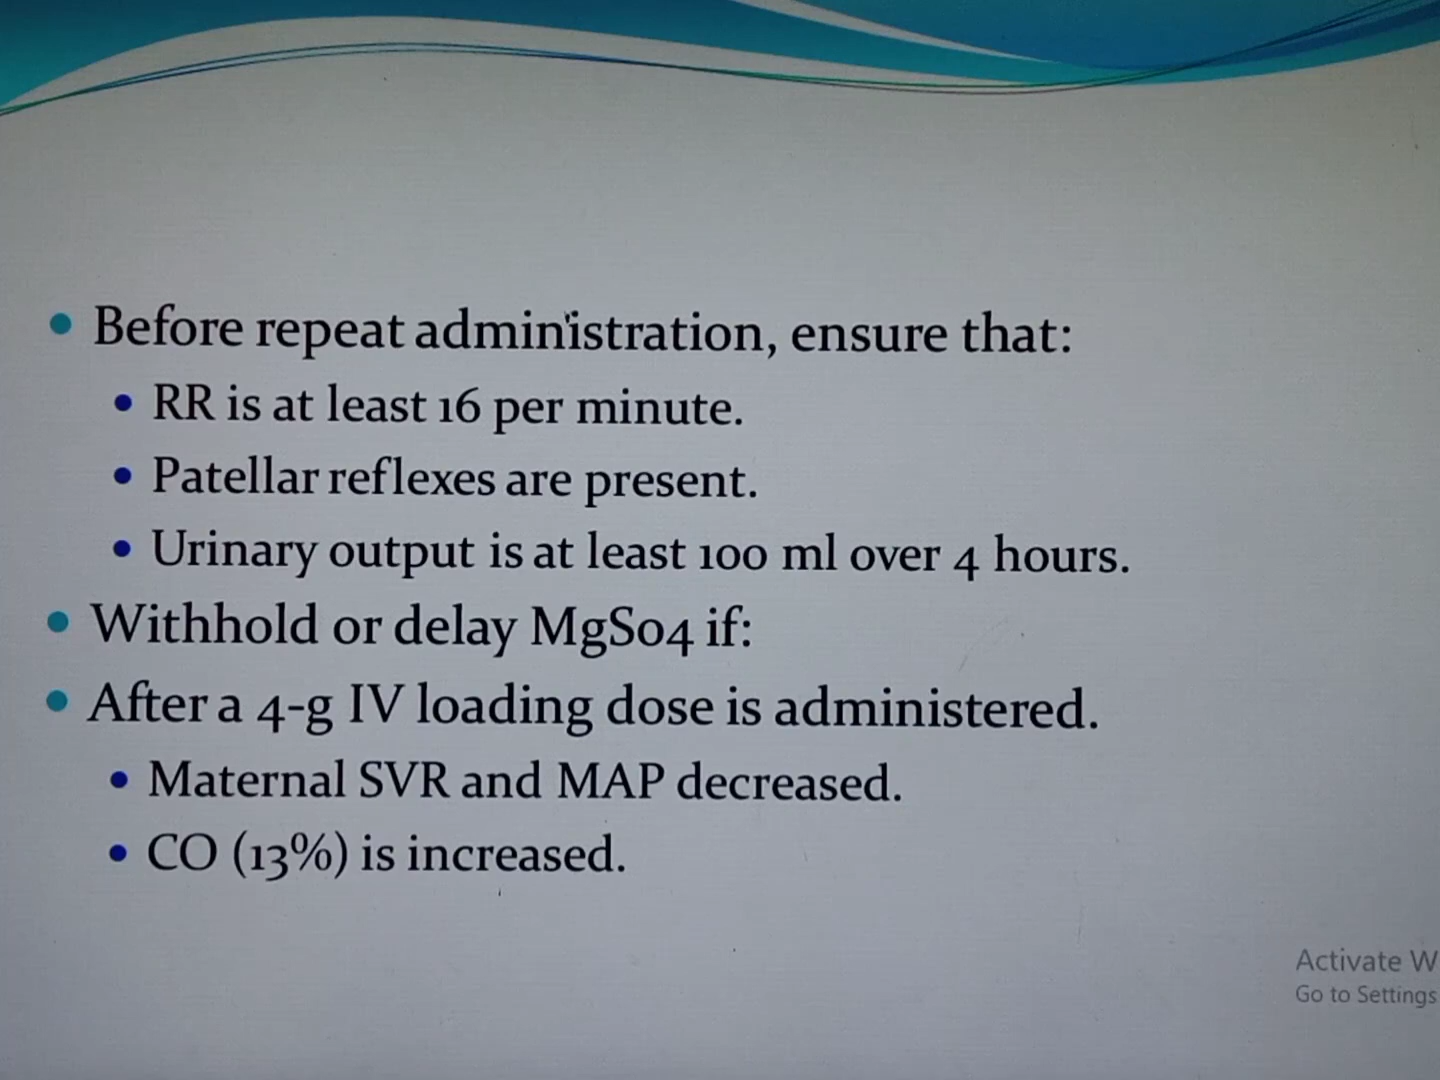 Before repeat administration, ensure that:
RR is at least 16 per minute.
Patellar reflexes are present.
Urinary output is at least 100 ml over 4 hours.
Withhold or delay MgSo4 if:
After a 4-g IV loading dose is administered.
Maternal SVR and MAP decreased.
CO (13%) is increased.
Activate W
Go to Settings